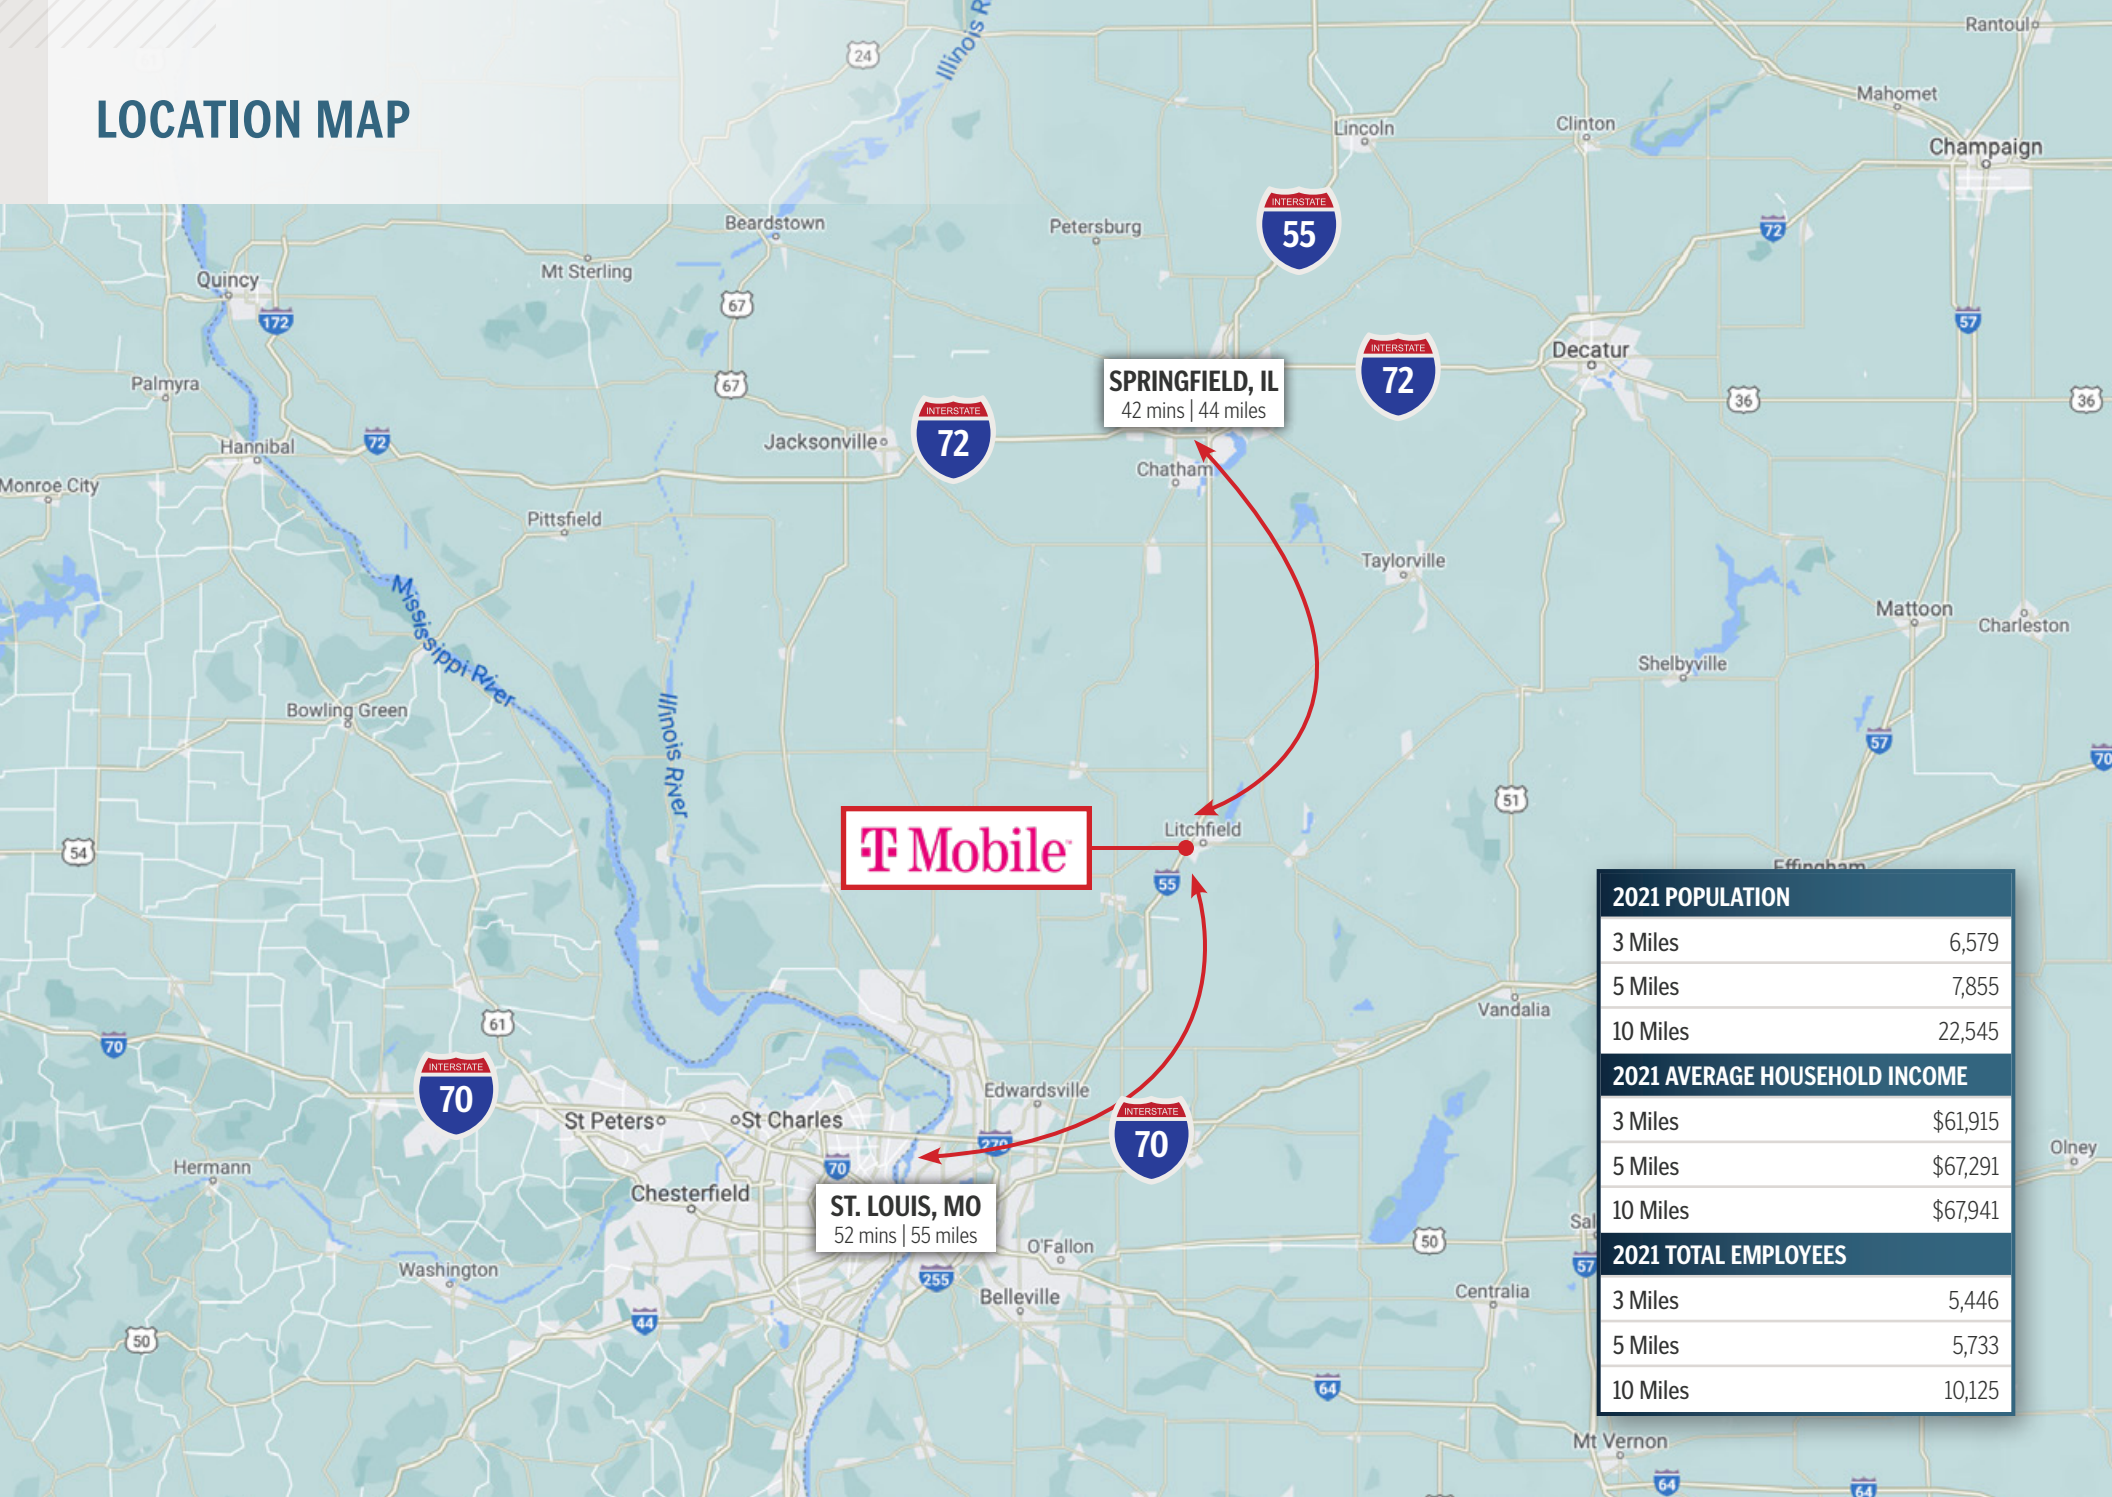 LOCATION MAP
Illinois R
Rantoul
24
Mahomet
Lincoln
Clinton
Champaign
INTERSTATE
55
Beardstown
Petersburg
72
Mt Sterling
Quincy
67
172
57
INTERSTATE
72
Decatur
SPRINGFIELD, IL
42 mins | 44 miles
Palmyra
67
36
36
INTERSTATE
72
Hannibal
72
Jacksonville
Chatham
Monroe City
Pittsfield
Taylorville
Mississippi River
Mattoon
Charleston
Shelbyville
Bowling Green
Illinois River
57
70
51
T Mobile
Litchfield
54
55
Effingham
2021 POPULATION
3 Miles 6,579
5 Miles 7,855
10 Miles 22,545
2021 AVERAGE HOUSEHOLD INCOME
3 Miles $61,915
5 Miles $67,291
10 Miles $67,941
2021 TOTAL EMPLOYEES
3 Miles 5,446
5 Miles 5,733
10 Miles 10,125
Vandalia
61
70
INTERSTATE
70
Edwardsville
St Peters
St Charles
INTERSTATE
70
270
Olney
Hermann
70
Chesterfield
ST. LOUIS, MO
52 mins | 55 miles
Sal
50
O'Fallon
Washington
255
57
Belleville
Centralia
44
50
64
Mt Vernon
64
64